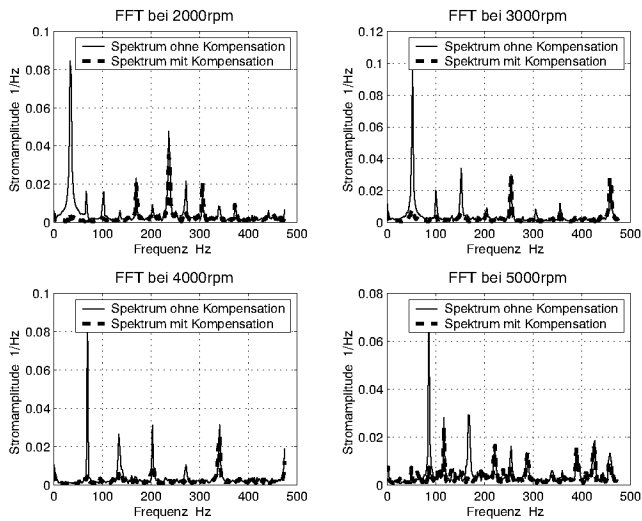 FFT bei 2000rpm
0.1
0.08
0.06
0.04
0.02
0
Stromamplitude 1/Hz
Spektrum ohne Kompensation
Spektrum mit Kompensation
0 100 200 300 400 500
Frequenz Hz
FFT bei 3000rpm
0.12
0.1
0.08
0.06
0.04
0.02
0
Stromamplitude 1/Hz
Spektrum ohne Kompensation
Spektrum mit Kompensation
0 100 200 300 400 500
Frequenz Hz
FFT bei 4000rpm
0.1
0.08
0.06
0.04
0.02
0
Stromamplitude 1/Hz
Spektrum ohne Kompensation
Spektrum mit Kompensation
0 100 200 300 400 500
Frequenz Hz
FFT bei 5000rpm
0.08
0.06
0.04
0.02
0
Stromamplitude 1/Hz
Spektrum ohne Kompensation
Spektrum mit Kompensation
0 100 200 300 400 500
Frequenz Hz